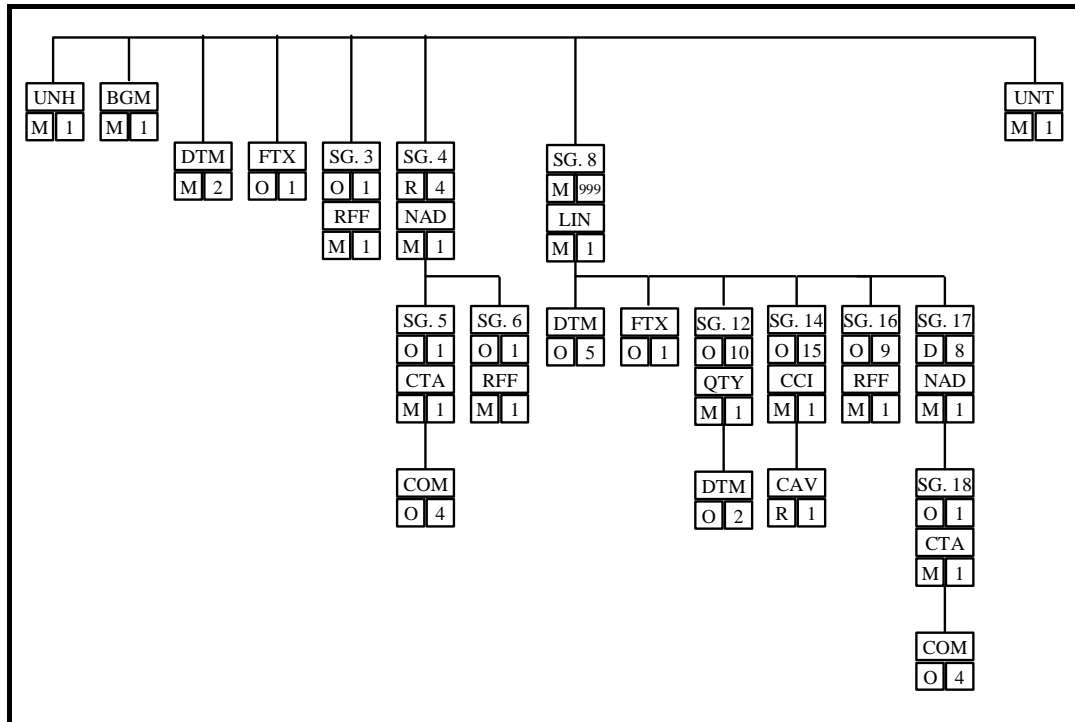 UNH BGM UNT
M 1 M 1 M 1
DTM FTX SG. 3 SG. 4 SG. 8
M 2 O 1 O 1 R 4 M 999
RFF NAD LIN
M 1 M 1 M 1
SG. 5 SG. 6 DTM FTX SG. 12 SG. 14 SG. 16 SG. 17
O 1 O 1 O 5 O 1 O 10 O 15 O 9 D 8
CTA RFF QTY CCI RFF NAD
M 1 M 1 M 1 M 1 M 1 M 1
COM DTM CAV SG. 18
O 4 O 2 R 1 O 1
CTA
M 1
COM
O 4